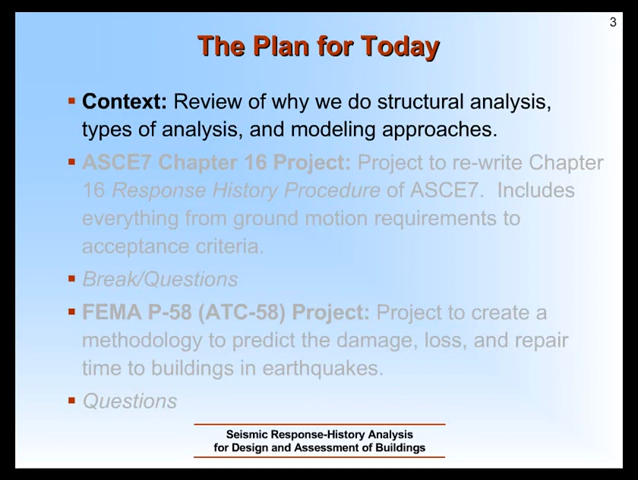 3
The Plan for Today
Context: Review of why we do structural analysis,
types of analysis, and modeling approaches.
ASCE7 Chapter 16 Project: Project to re-write Chapter
16 Response History Procedure of ASCE7. Includes
everything from ground motion requirements to
acceptance criteria.
Break/Questions
FEMA P-58 (ATC-58) Project: Project to create a
methodology to predict the damage, loss, and repair
time to buildings in earthquakes.
Questions
Seismic Response-History Analysis
for Design and Assessment of Buildings